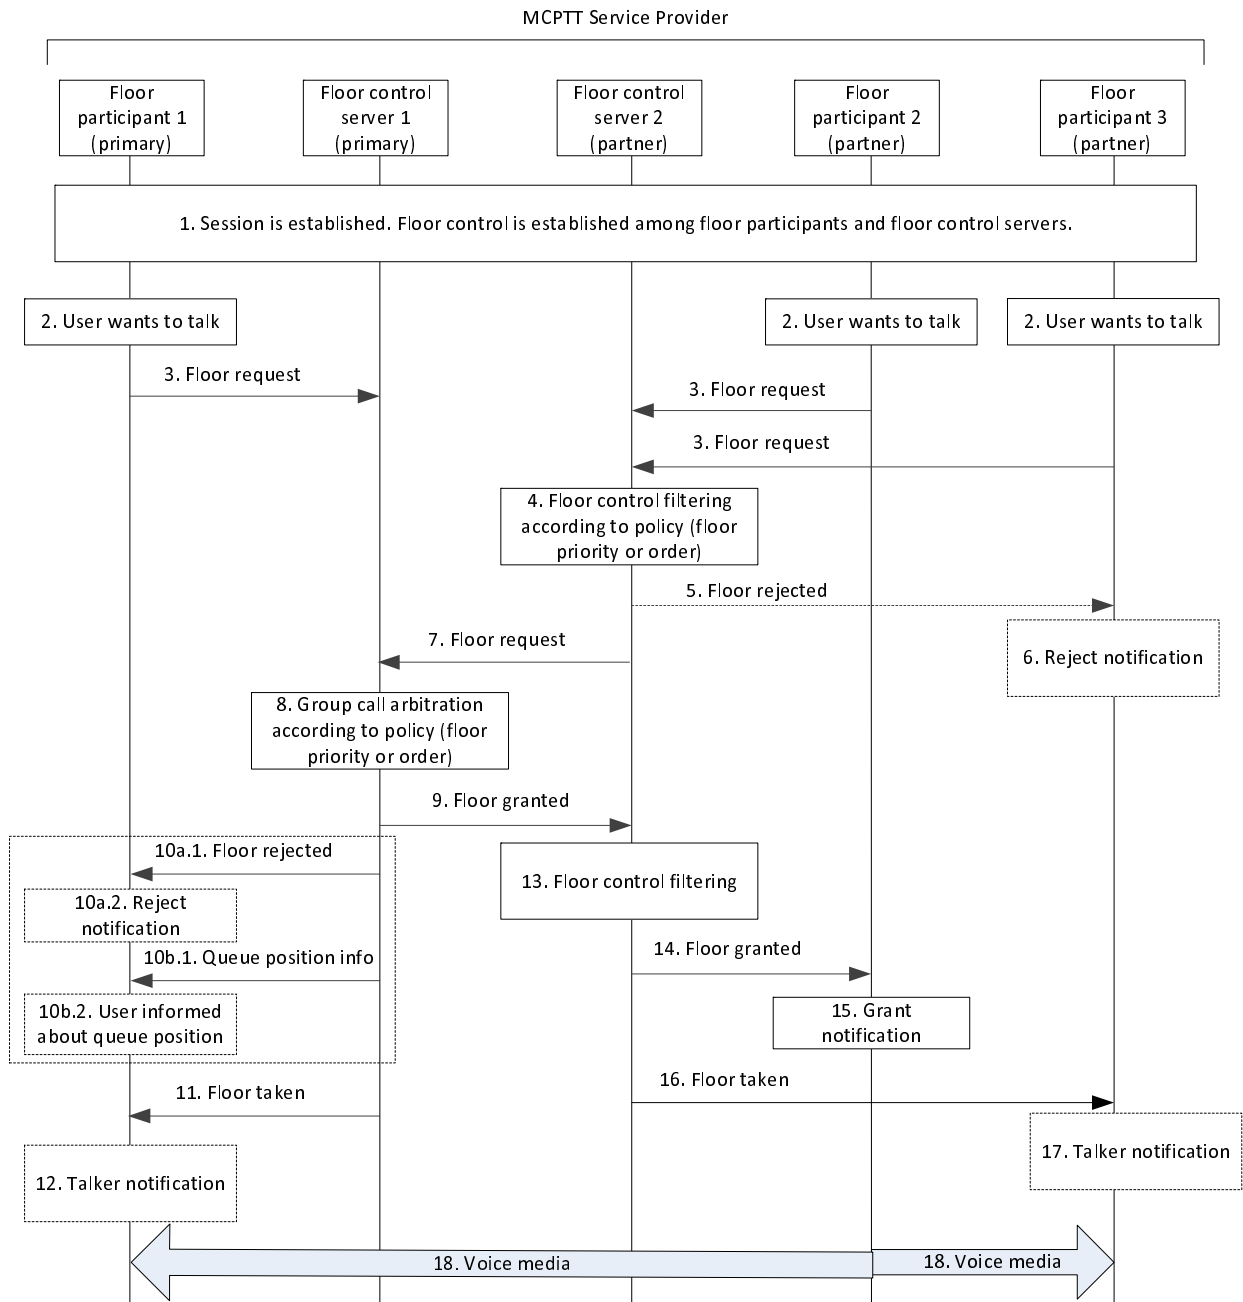 MCPTT Service Provider
Floor
participant 1
(primary)
Floor control
server 1
(primary)
Floor control
server 2
(partner)
Floor
participant 2
(partner)
Floor
participant 3
(partner)
1. Session is established. Floor control is established among floor participants and floor control servers.
2. User wants to talk
2. User wants to talk
2. User wants to talk
3. Floor request
3. Floor request
3. Floor request
4. Floor control filtering
according to policy (floor
priority or order)
5. Floor rejected
6. Reject notification
7. Floor request
8. Group call arbitration
according to policy (floor
priority or order)
9. Floor granted
10a.1. Floor rejected
10a.2. Reject
notification
10b.1. Queue position info
10b.2. User informed
about queue position
13. Floor control filtering
14. Floor granted
15. Grant
notification
11. Floor taken
16. Floor taken
12. Talker notification
17. Talker notification
18. Voice media
18. Voice media